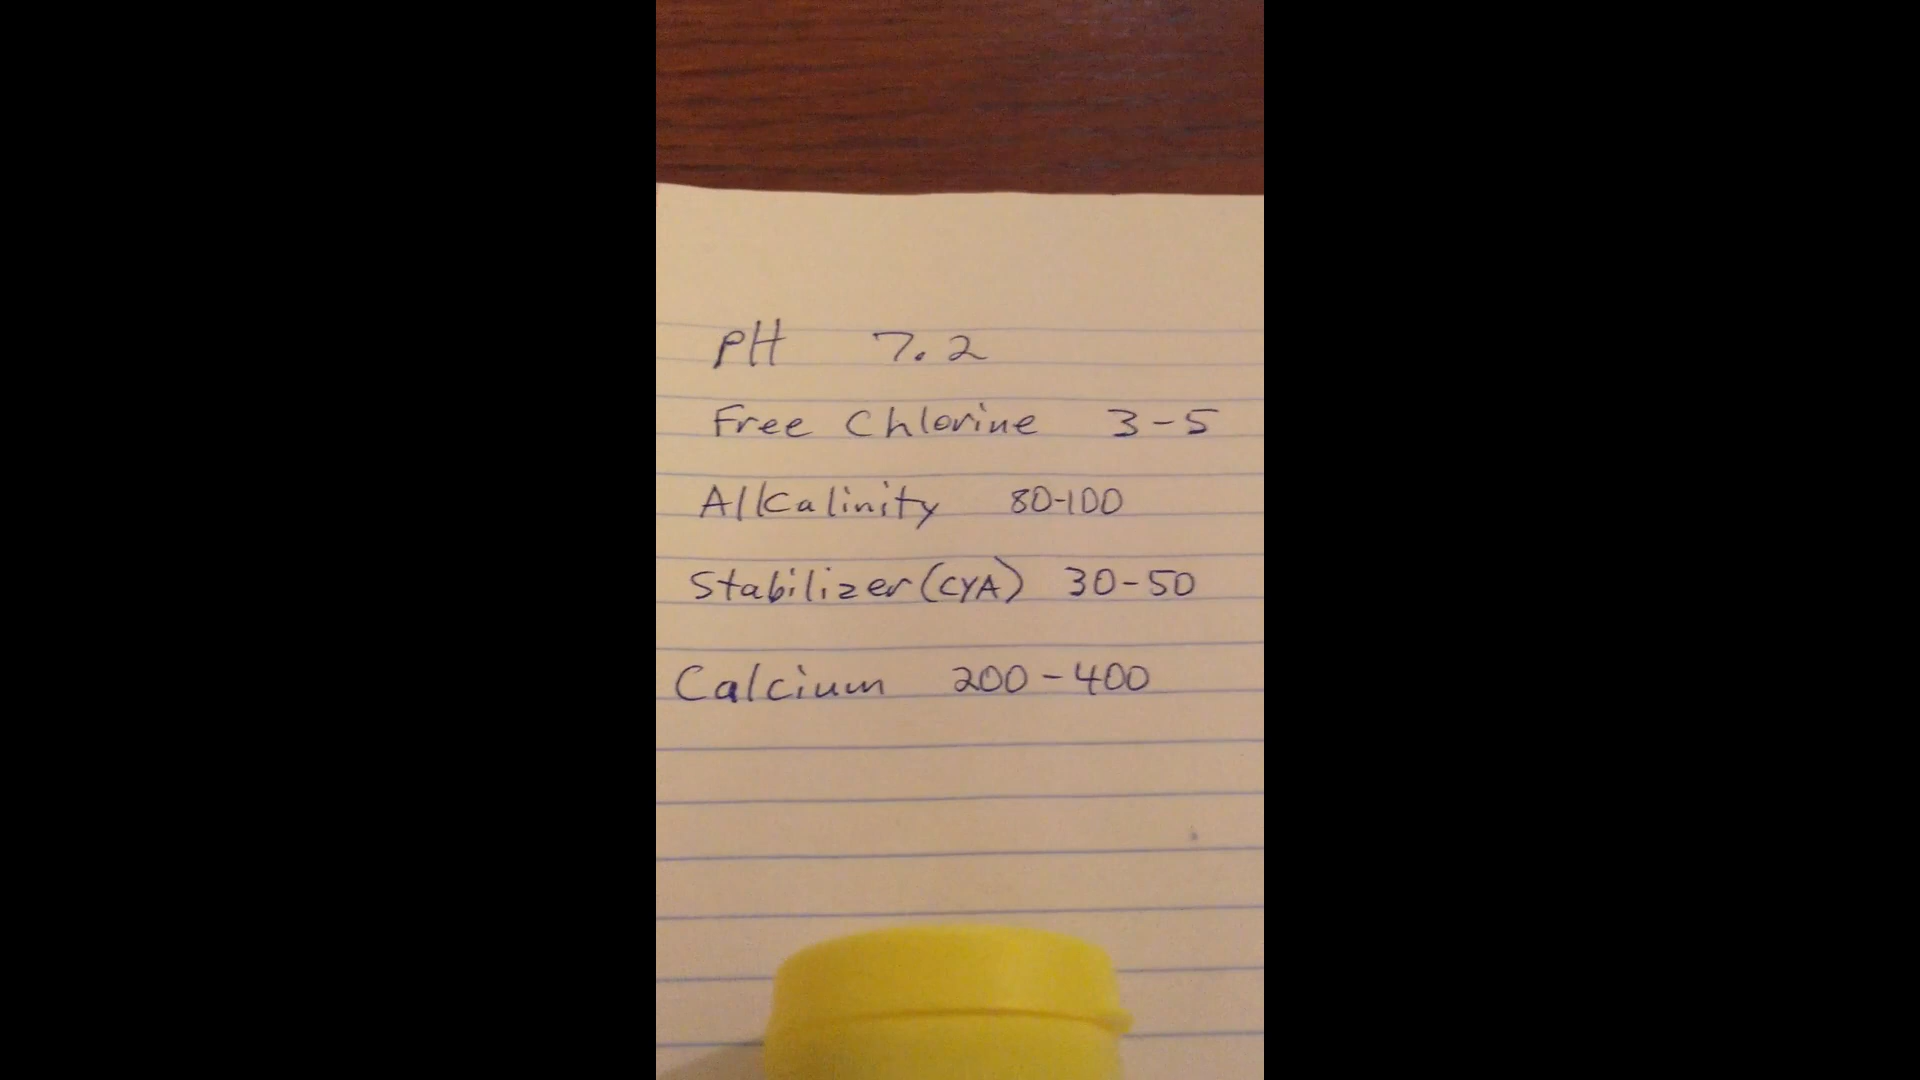 pH 7.2
Free Chlorine 3-5
Alkalinity 80-100
Stabilizer (CYA) 30-50
Calcium 200-400